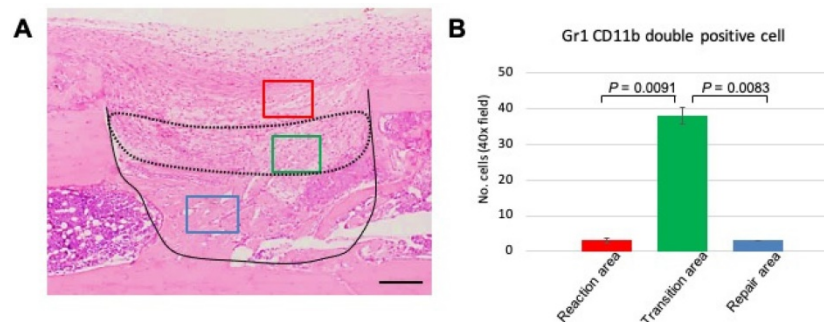 A
B
Gr1 CD11b double positive cell
P = 0.0091
P = 0.0083
No. cells (40x field)
50
40
30
20
10
0
Reaction area
Transition area
Repair area